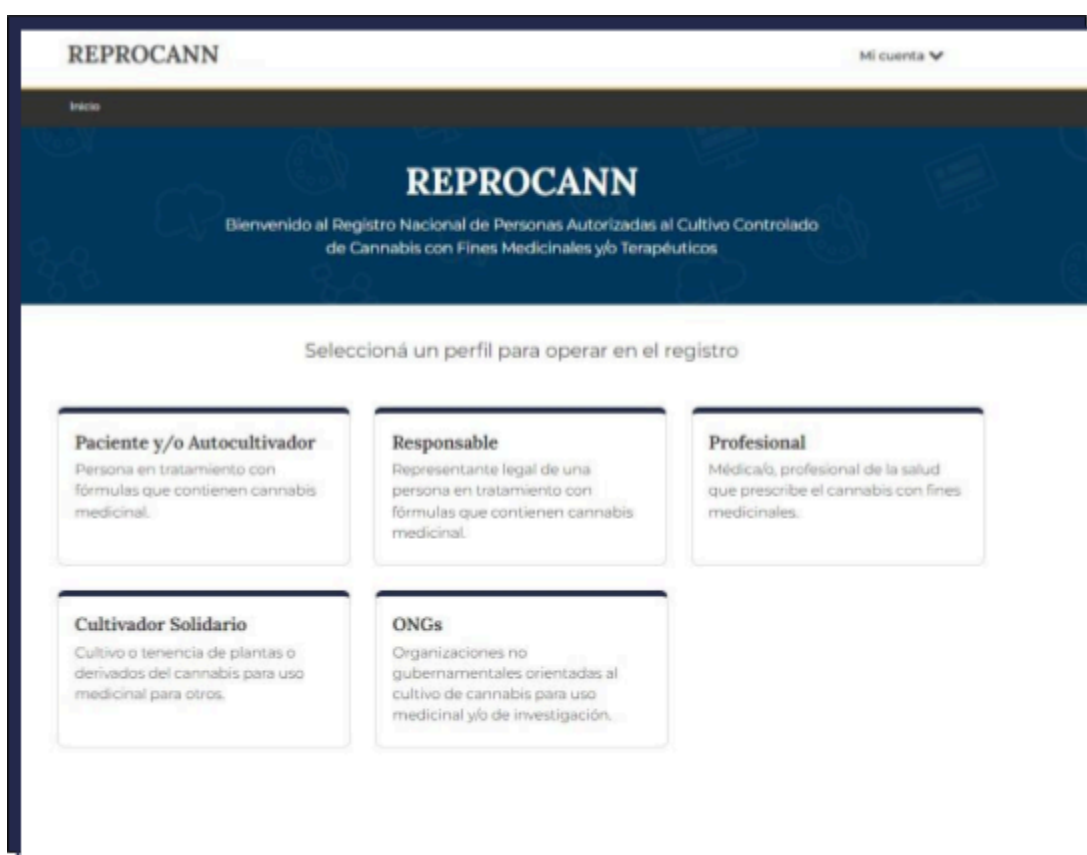 REPROCANN
Mi cuenta
Inicio
REPROCANN
Bienvenido al Registro Nacional de Personas Autorizadas al Cultivo Controlado
de Cannabis con Fines Medicinales y/o Terapéuticos
Seleccioná un perfil para operar en el registro
Paciente y/o Autocultivador
Persona en tratamiento con
fórmulas que contienen cannabis
medicinal.
Responsable
Representante legal de una
persona en tratamiento con
fórmulas que contienen cannabis
medicinal.
Profesional
Médica/o, profesional de la salud
que prescribe el cannabis con fines
medicinales.
Cultivador Solidario
Cultivo o tenencia de plantas o
derivados del cannabis para uso
medicinal para otros.
ONGs
Organizaciones no
gubernamentales orientadas al
cultivo de cannabis para uso
medicinal y/o de investigación.